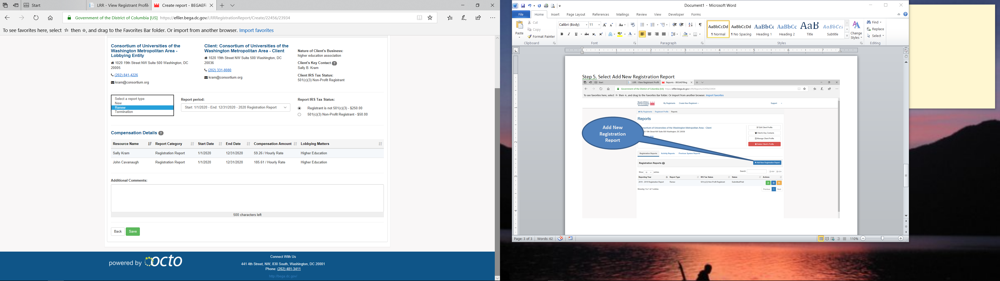 Start
LRR - View Registrant Profil
Create report - BEGAEFi
Government of the District of Columbia [US] https://efiler.bega.dc.gov/LRRRegistrationReport/Create/22456/23934
To see favorites here, select then , and drag to the Favorites Bar folder. Or import from another browser. Import favorites
Consortium of Universities of the
Washington Metropolitan Area -
Lobbying Entity
1020 19th Street NW Suite 500 Washington, DC
20005
(202) 841-4226
kram@consortium.org
Client: Consortium of Universities of the
Washington Metropolitan Area - Client
1020 19th Street NW Suite 500 Washington, DC
20036
(202) 331-8080
kram@consortium.org
Nature of Client's Business:
higher education association
Client's Key Contact ?
Sally B. Kram
Client IRS Tax Status:
501(c)(3) Non-Profit Registrant
Select a report type
New
Renew
Termination
Report period:
Start: 1/1/2020 - End: 12/31/2020 - 2020 Registration Report
Report IRS Tax Status:
Registrant is not 501(c)(3) - $250.00
501(c)(3) Non-Profit Registrant - $50.00
Compensation Details ?
Resource Name Report Category Start Date End Date Compensation Amount Lobbying Matters
Sally Kram Registration Report 1/1/2020 12/31/2020 59.26 / Hourly Rate Higher Education
John Cavanaugh Registration Report 1/1/2020 12/31/2020 185.61 / Hourly Rate Higher Education
Additional Comments:
500 characters left
Back Save
powered by octo
Connect With Us
441 4th Street, NW, 830 South, Washington, DC 20001
Phone: (202) 481-3411
http://bega.dc.gov/
Document1 - Microsoft Word
File Home Insert Page Layout References Mailings Review View Developer Forms
Paste
Cut
Copy
Format Painter
Clipboard
Calibri (Body) 11
Font
Paragraph
AaBbCcDd AaBbCcDd AaBbCc AaBbCc AaB AaBbCcI
¶ Normal ¶ No Spacing Heading 1 Heading 2 Title Subtitle
Change
Styles
Styles
Find
Replace
Select
Editing
1 2 3 4 5 6 7
Step 5. Select Add New Registration Report
Start
LRR - View Registrant Profil
Reports - BEGAEFiling
Government of the District of Columbia [US] https://efiler.bega.dc.gov/LRR/Reports/22456/23934
To see favorites here, select then , and drag to the Favorites Bar folder. Or import from another browser. Import favorites
Board of Ethics
and Government
Accountability
My Registrants Create New Registrant Support
My Registrants / Registrant Profile / Reports
Reports
onsortium of Universities of the Washington Metropolitan Area - Client
20 19th Street NW Suite 500 Washington, DC 20036
Edit Client Profile
Client's Key Contacts
Manage Client Profile
Delete Client's Profile
Add New
Registration
Report
Registration Reports Activity Reports Previous System Reports
Registration Reports ?
+ Add New Registration Report
Show 10 entries
Search
PDF CSV
Reporting Year Report Type IRS Tax Status Status Actions
2019 - 2019 Registration Report Renew 501(c)(3) Non-Profit Registrant Submitted/Paid
Showing 1 to 1 of 1 entries
Previous 1 Next
Page: 3 of 3 Words: 62
110%